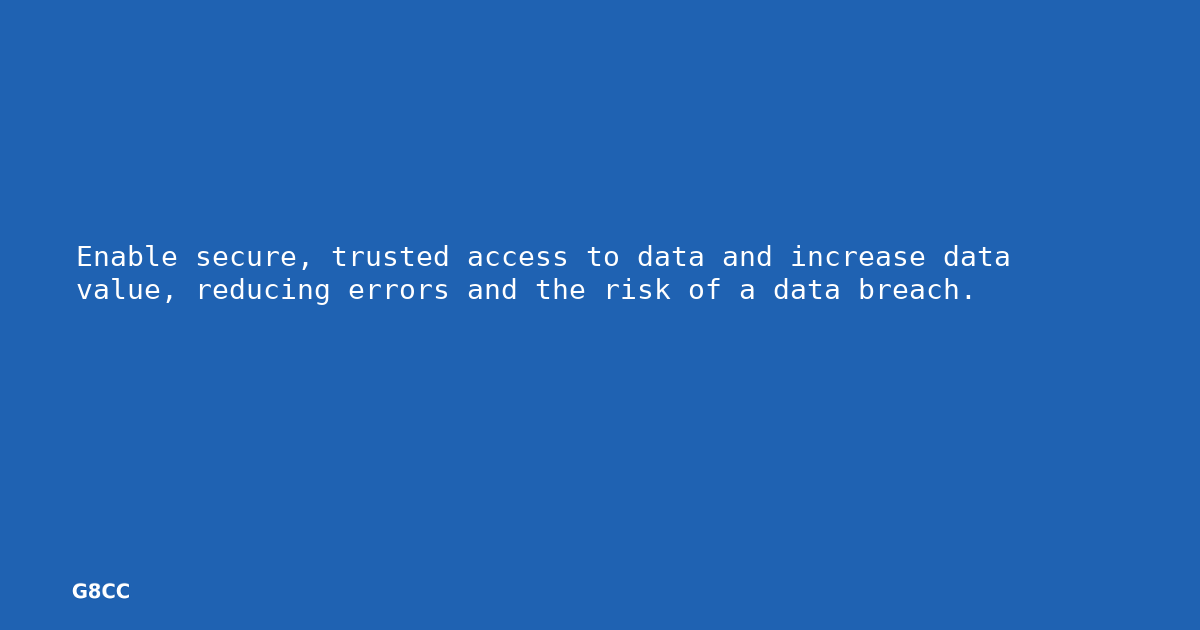 Enable secure, trusted access to data and increase data
value, reducing errors and the risk of a data breach.
G8CC